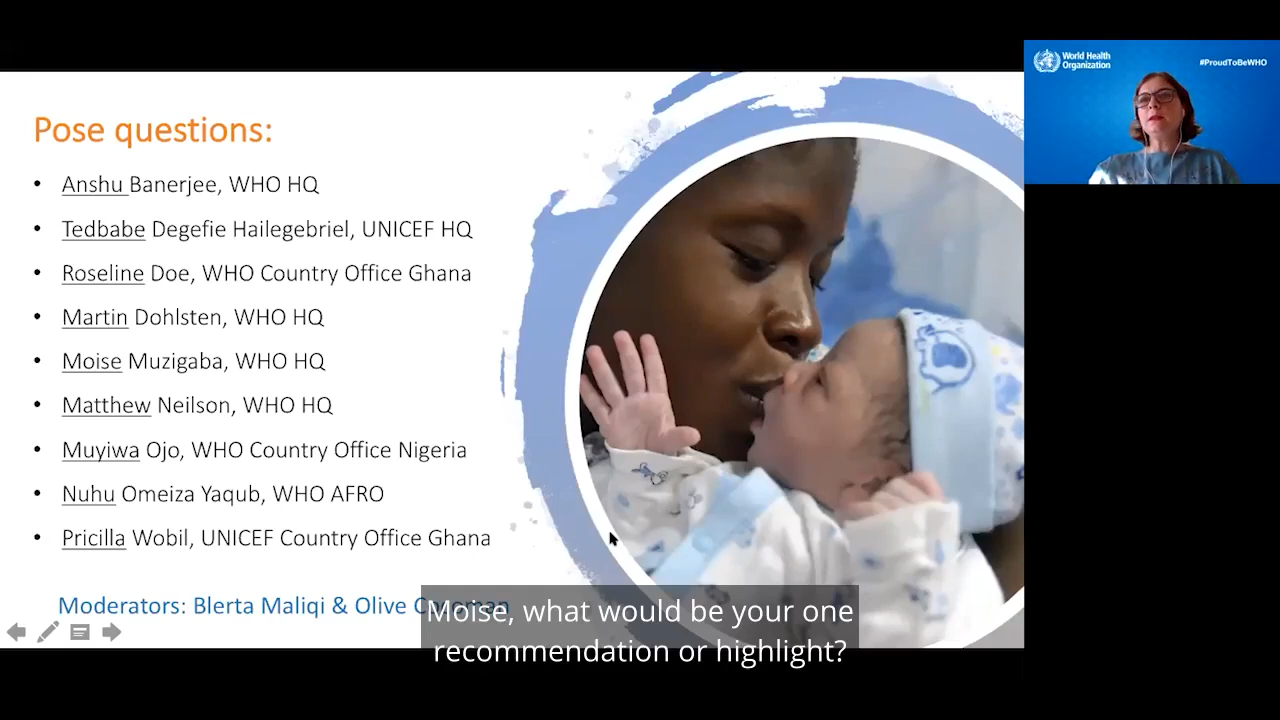 Pose questions:
• Anshu Banerjee, WHO HQ
• Tedbabe Degefie Hailegebriel, UNICEF HQ
• Roseline Doe, WHO Country Office Ghana
• Martin Dohlsten, WHO HQ
• Moise Muzigaba, WHO HQ
• Matthew Neilson, WHO HQ
• Muyiwa Ojo, WHO Country Office Nigeria
• Nuhu Omeiza Yaqub, WHO AFRO
• Pricilla Wobil, UNICEF Country Office Ghana
Moderators: Blerta Maliqi & Olive
Moise, what would be your one
recommendation or highlight?
World Health
Organization
#ProudToBeWHO